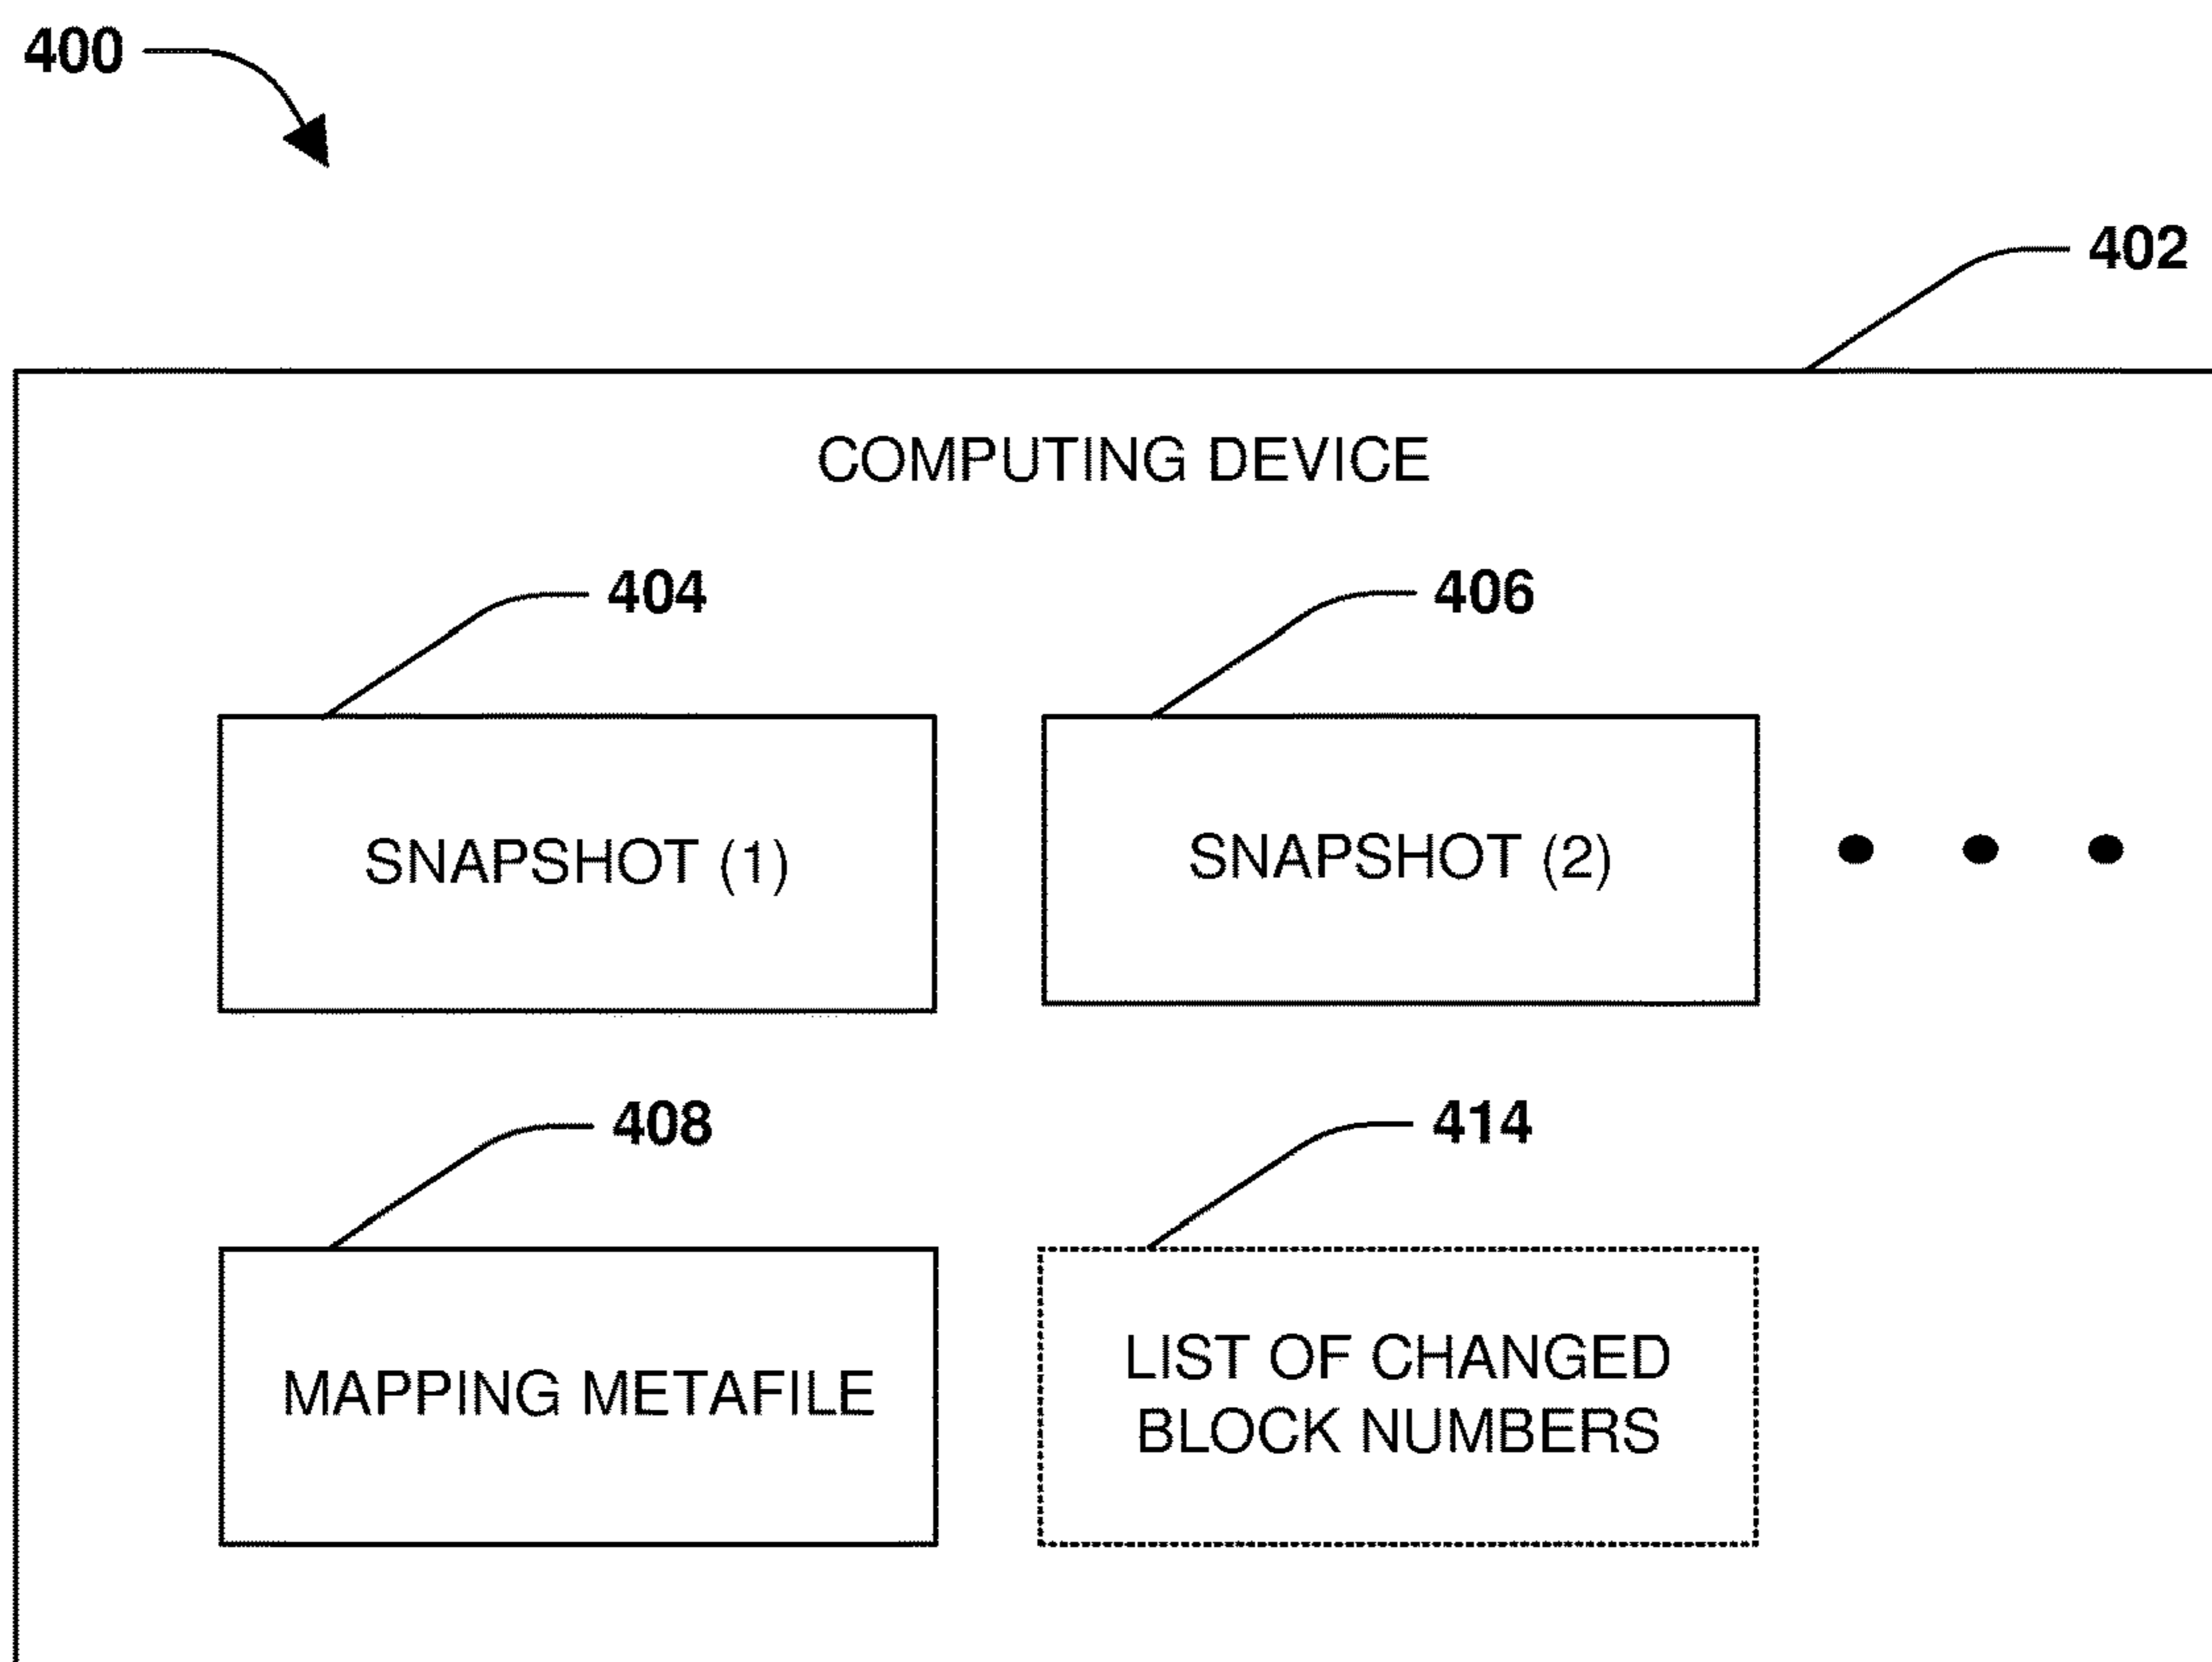 400
402
COMPUTING DEVICE
404
406
SNAPSHOT (1)
SNAPSHOT (2)
408
414
MAPPING METAFILE
LIST OF CHANGED
BLOCK NUMBERS